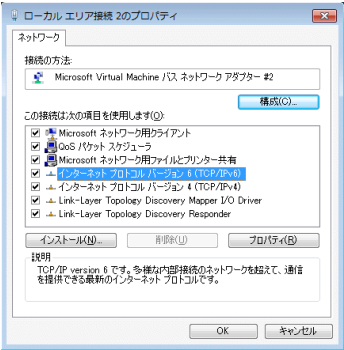 ローカル エリア接続 2のプロパティ
ネットワーク
接続の方法:
Microsoft Virtual Machine バス ネットワーク アダプター #2
構成(C)...
この接続は次の項目を使用します(O):
Microsoft ネットワーク用クライアント
QoS パケット スケジューラ
Microsoft ネットワーク用ファイルとプリンター共有
インターネット プロトコル バージョン 6 (TCP/IPv6)
インターネット プロトコル バージョン 4 (TCP/IPv4)
Link-Layer Topology Discovery Mapper I/O Driver
Link-Layer Topology Discovery Responder
インストール(N)... 削除(U) プロパティ(R)
説明
TCP/IP version 6 です。多様な内部接続のネットワークを超えて、通信
を提供できる最新のインターネット プロトコルです。
OK キャンセル